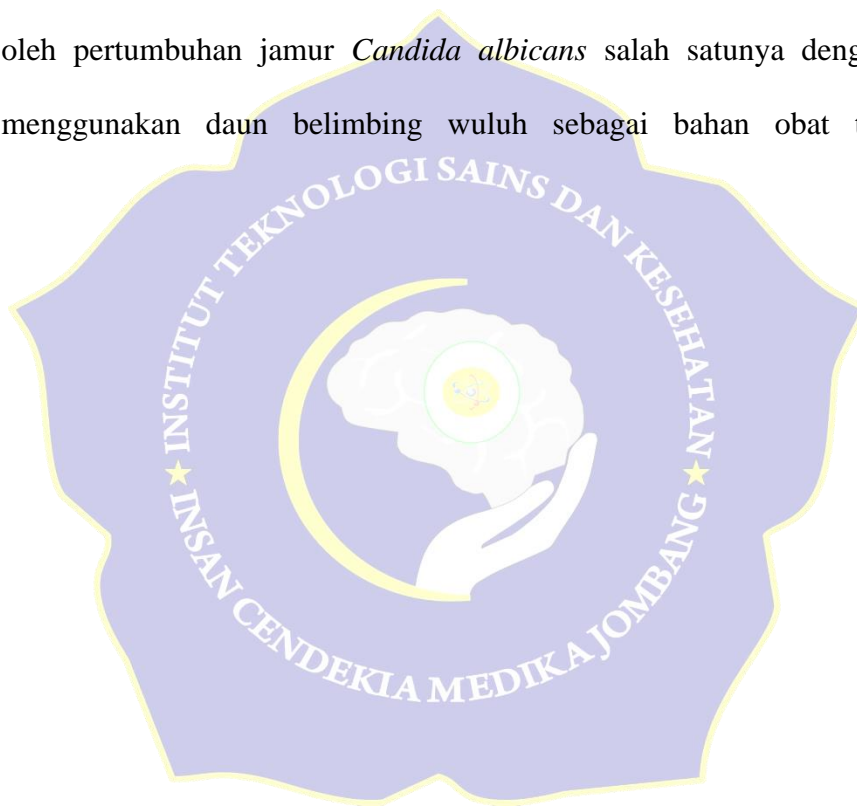 oleh pertumbuhan jamur Candida albicans salah satunya deng
menggunakan daun belimbing wuluh sebagai bahan obat t
INSTITUT TEKNOLOGI SAINS DAN KESEHATAN
INSAN CENDEKIA MEDIKA JOMBANG